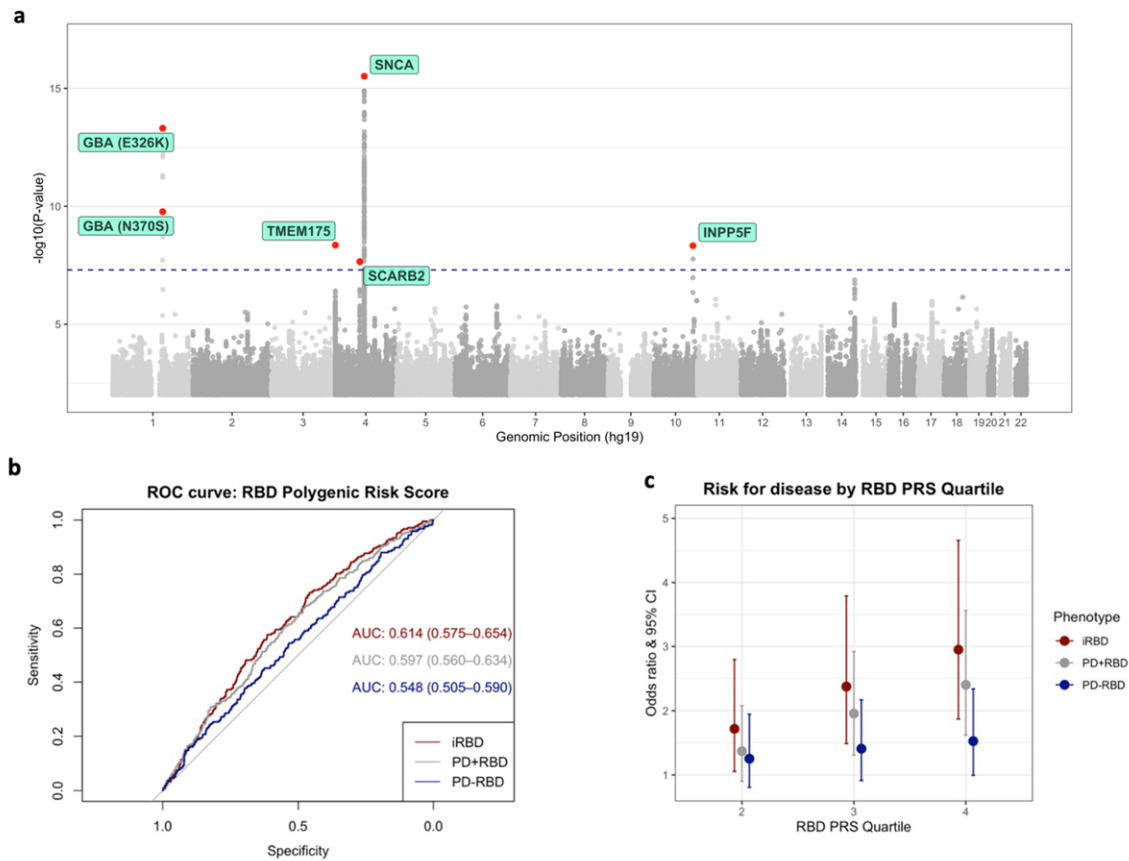 a
-log10(P-value)
15
10
5
SNCA
GBA (E326K)
GBA (N370S)
TMEM175
INPP5F
SCARB2
1 2 3 4 5 6 7 8 9 10 11 12 13 14 15 16 17 18 19 20 21 22
Genomic Position (hg19)
b
ROC curve: RBD Polygenic Risk Score
Sensitivity
1.0
0.8
0.6
0.4
0.2
0.0
AUC: 0.614 (0.575–0.654)
AUC: 0.597 (0.560–0.634)
AUC: 0.548 (0.505–0.590)
iRBD
PD+RBD
PD-RBD
1.0 0.5 0.0
Specificity
c
Risk for disease by RBD PRS Quartile
Odds ratio & 95% CI
5
4
3
2
1
2 3 4
RBD PRS Quartile
Phenotype
iRBD
PD+RBD
PD-RBD